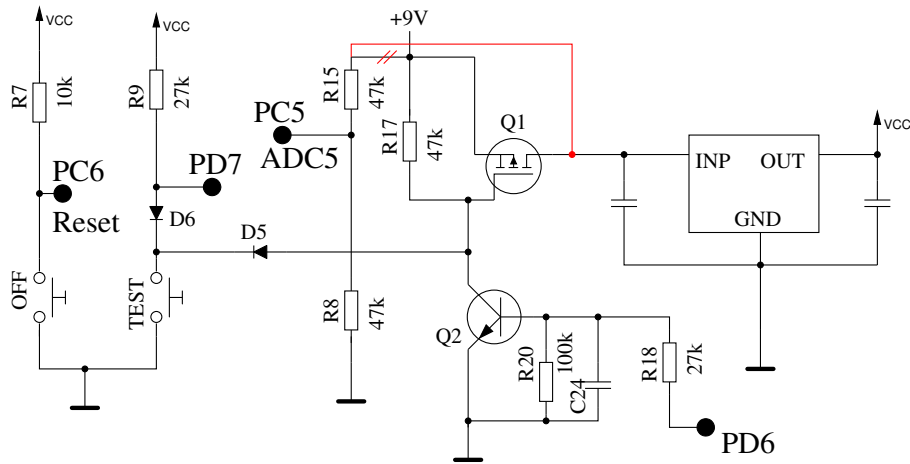 VCC
VCC
+9V
R7
10k
R9
27k
R15
47k
PC5
ADC5
R17
47k
Q1
VCC
INP
OUT
GND
PC6
Reset
PD7
D6
D5
OFF
TEST
R8
47k
Q2
R20
100k
C24
R18
27k
PD6